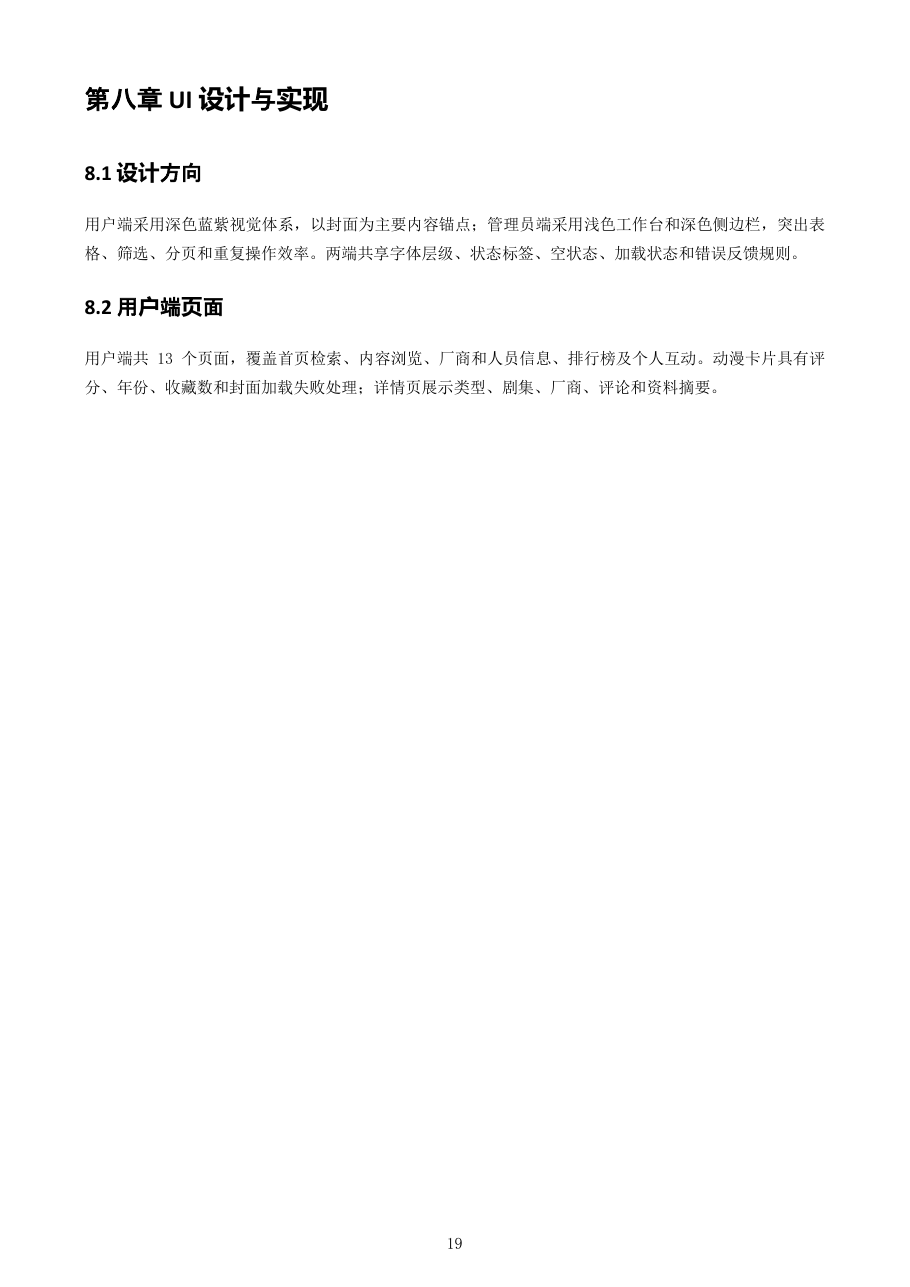 第八章 UI 设计与实现
8.1 设计方向
用户端采用深色蓝紫视觉体系，以封面为主要内容锚点；管理员端采用浅色工作台和深色侧边栏，突出表
格、筛选、分页和重复操作效率。两端共享字体层级、状态标签、空状态、加载状态和错误反馈规则。
8.2 用户端页面
用户端共 13 个页面，覆盖首页检索、内容浏览、厂商和人员信息、排行榜及个人互动。动漫卡片具有评
分、年份、收藏数和封面加载失败处理；详情页展示类型、剧集、厂商、评论和资料摘要。
19